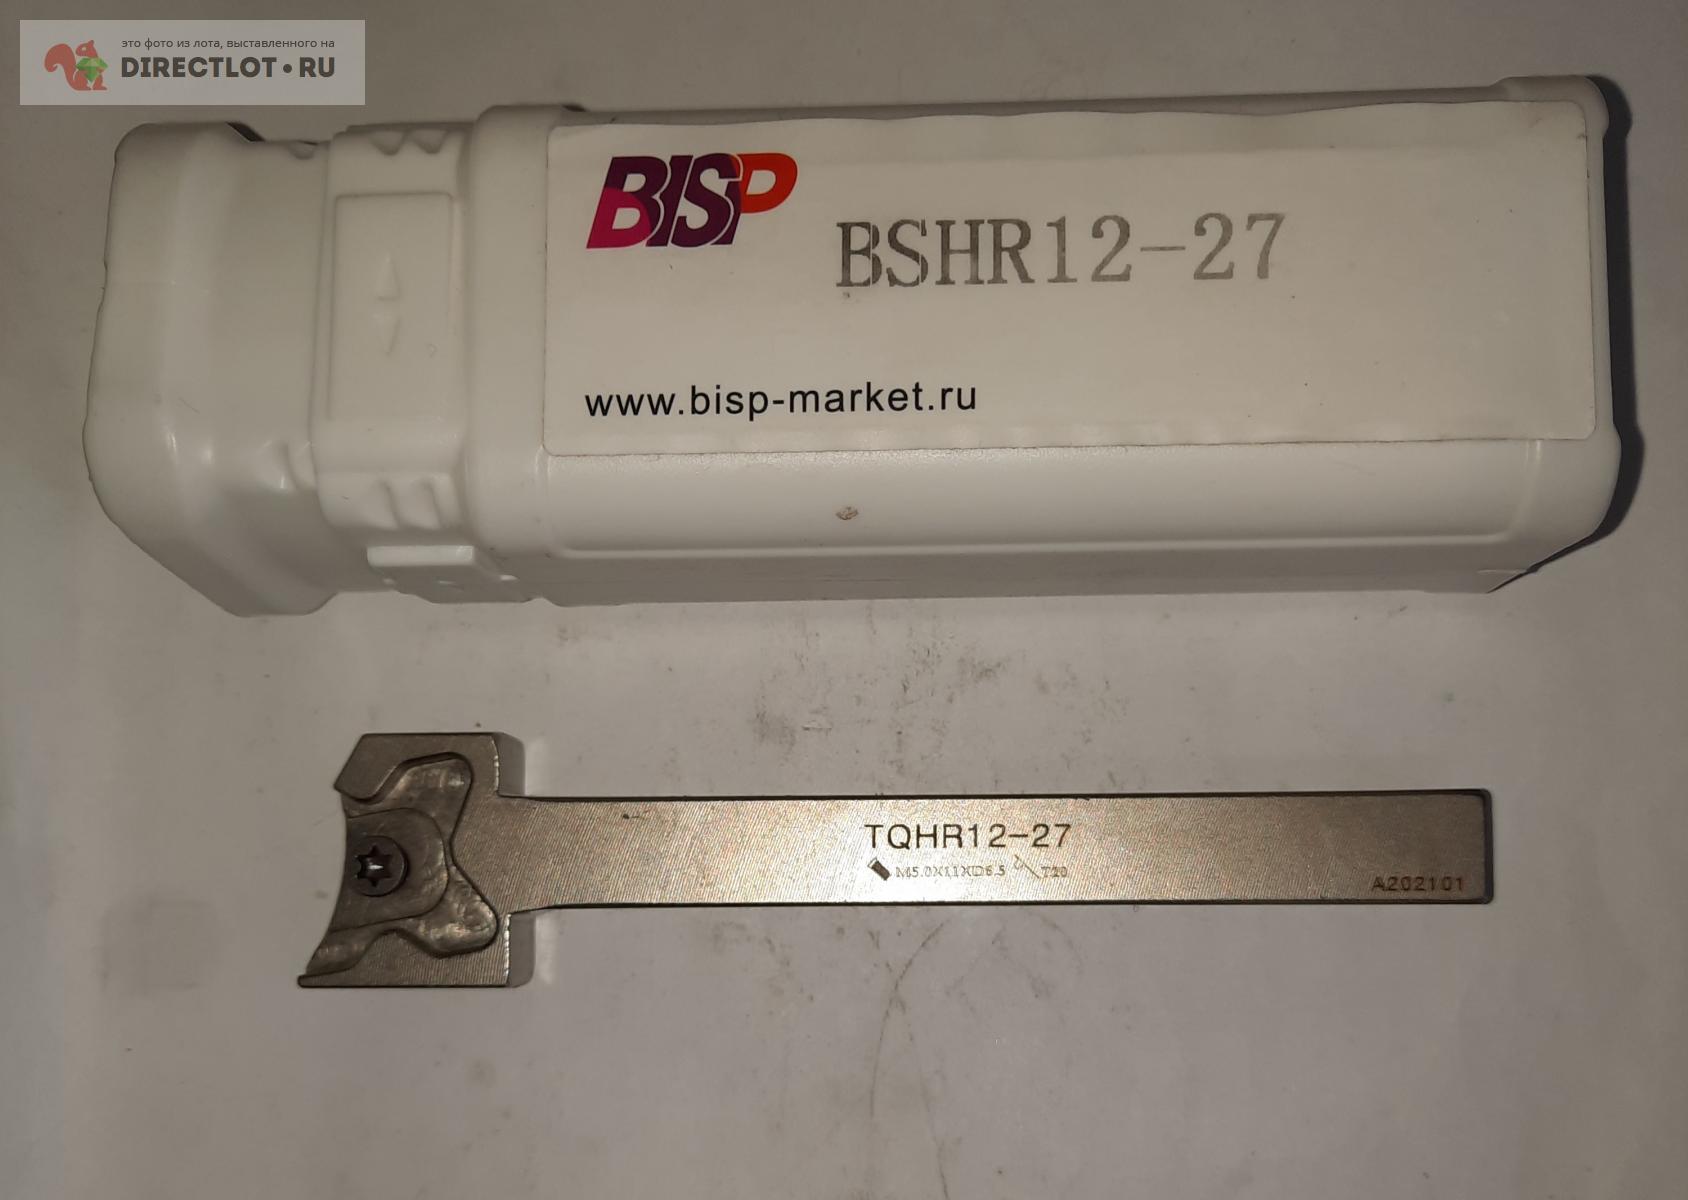 это фото из лота, выставленного на
DIRECTLOT•RU
BISP
BSHR12-27
www.bisp-market.ru
TQHR12-27
M5.0X11XD6.5 T20
A202101